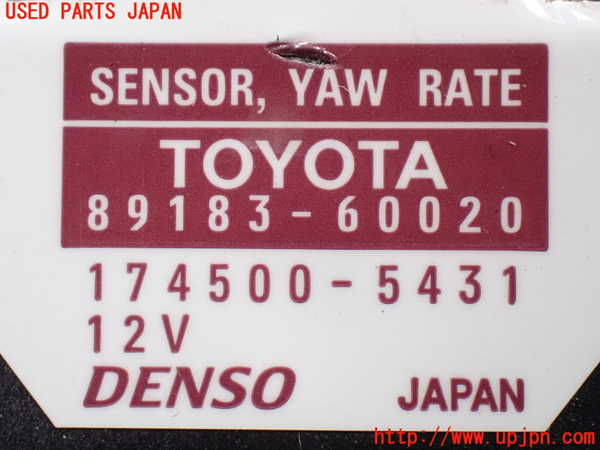 USED PARTS JAPAN
SENSOR, YAW RATE
TOYOTA
89183-60020
174500-5431
12V
DENSO JAPAN
http://www.upjpn.com/